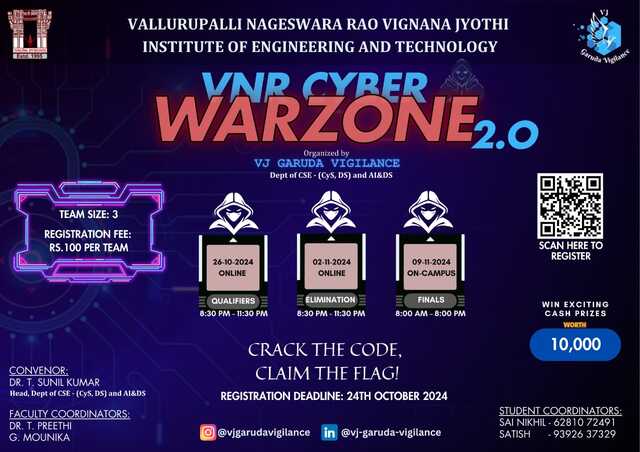 VALLURUPALLI NAGESWARA RAO VIGNANA JYOTHI
INSTITUTE OF ENGINEERING AND TECHNOLOGY
Estd. 1995
VJ
Garuda Vigilance
VNR CYBER
WARZONE
2.0
Organized by
VJ GARUDA VIGILANCE
Dept of CSE - (CyS, DS) and AI&DS
TEAM SIZE: 3
REGISTRATION FEE:
RS.100 PER TEAM
26-10-2024
ONLINE
QUALIFIERS
8:30 PM - 11:30 PM
02-11-2024
ONLINE
ELIMINATION
8:30 PM - 11:30 PM
09-11-2024
ON-CAMPUS
FINALS
8:00 AM - 8:00 PM
SCAN HERE TO
REGISTER
WIN EXCITING
CASH PRIZES
WORTH
10,000
CRACK THE CODE,
CLAIM THE FLAG!
REGISTRATION DEADLINE: 24TH OCTOBER 2024
CONVENOR:
DR. T. SUNIL KUMAR
Head, Dept of CSE - (CyS, DS) and AI&DS
FACULTY COORDINATORS:
DR. T. PREETHI
G. MOUNIKA
@vjgarudavigilance
in @vj-garuda-vigilance
STUDENT COORDINATORS:
SAI NIKHIL - 62810 72491
SATISH - 93926 37329